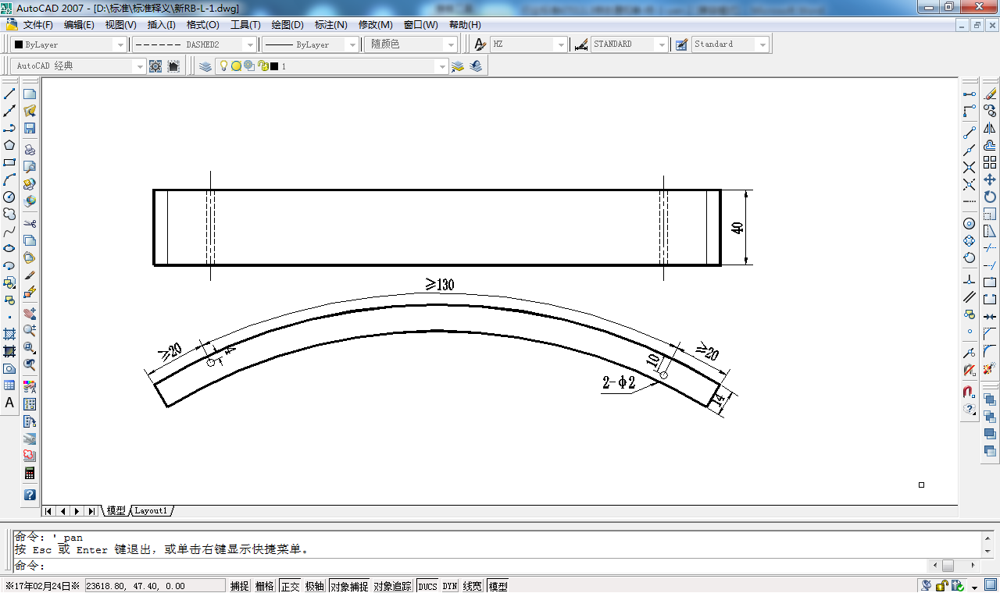 AutoCAD 2007 - [D:\标准\标准释义\新RB-L-1.dwg]
文件(F) 编辑(E) 视图(V) 插入(I) 格式(O) 工具(T) 绘图(D) 标注(N) 修改(M) 窗口(W) 帮助(H)
ByLayer DASHED2 ByLayer 随颜色 HZ STANDARD Standard
AutoCAD 经典 1
40
≥130
≥20 4 10 ≥20
2-ϕ2 14
A
模型 Layout1
命令: '_pan
按 Esc 或 Enter 键退出，或单击右键显示快捷菜单。
命令:
※17年02月24日※ 23618.80, 47.40, 0.00 捕捉 栅格 正交 极轴 对象捕捉 对象追踪 DUCS DYN 线宽 模型